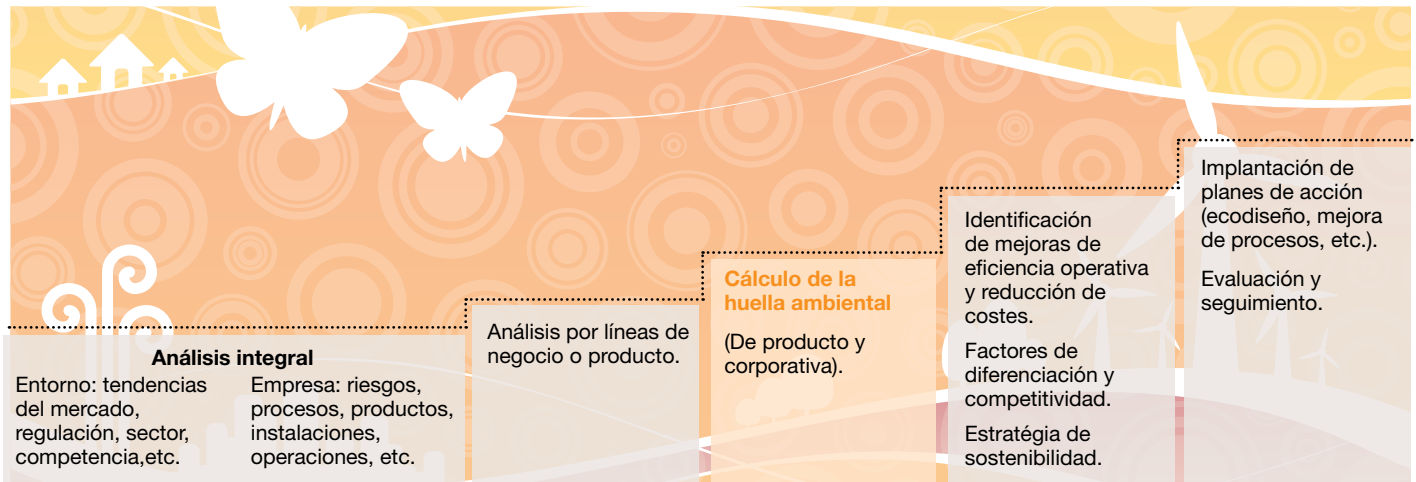 Análisis integral
Entorno: tendencias
del mercado,
regulación, sector,
competencia,etc.
Empresa: riesgos,
procesos, productos,
instalaciones,
operaciones, etc.
Análisis por líneas de
negocio o producto.
Cálculo de la
huella ambiental
(De producto y
corporativa).
Identificación
de mejoras de
eficiencia operativa
y reducción de
costes.
Factores de
diferenciación y
competitividad.
Estratégia de
sostenibilidad.
Implantación de
planes de acción
(ecodiseño, mejora
de procesos, etc.).
Evaluación y
seguimiento.